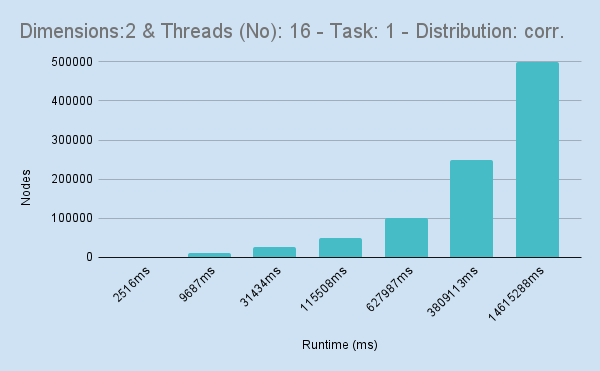 Dimensions:2 & Threads (No): 16 - Task: 1 - Distribution: corr.
500000
400000
300000
200000
100000
0
Nodes
2516ms
9687ms
31434ms
115508ms
627987ms
3809113ms
14615288ms
Runtime (ms)